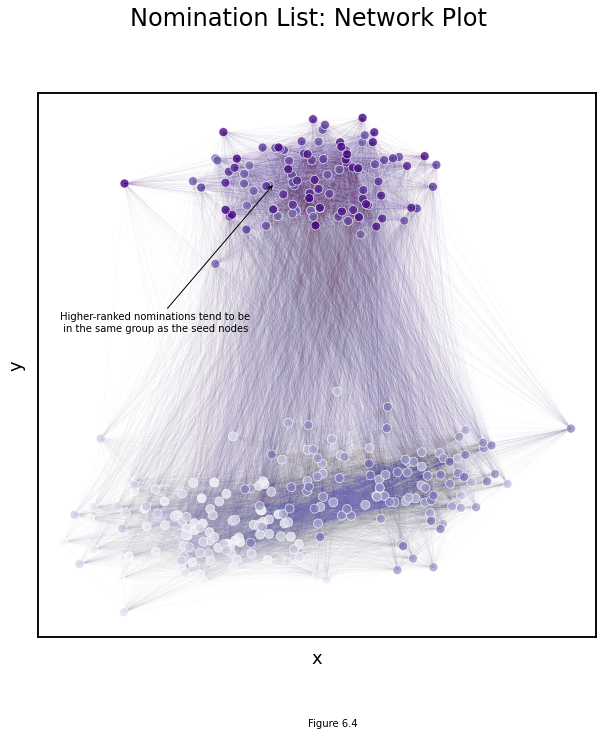 Nomination List: Network Plot
Higher-ranked nominations tend to be
in the same group as the seed nodes
y
x
Figure 6.4